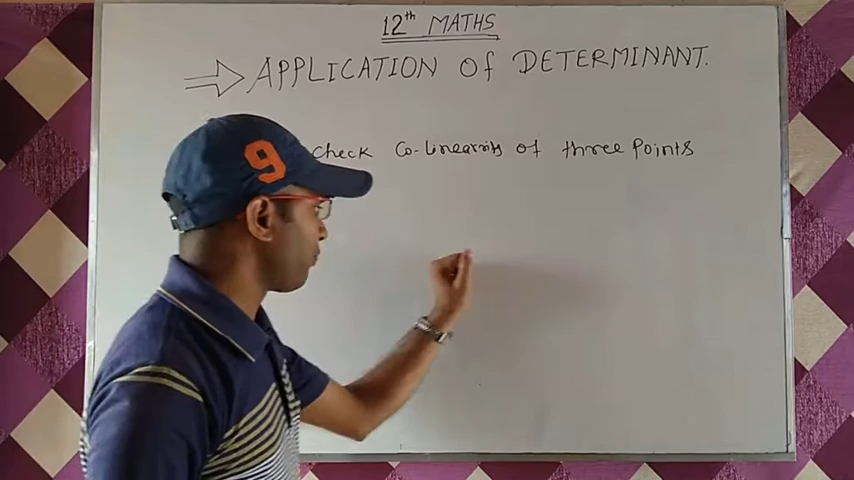 12th MATHS
⇒ APPLICATION of DETERMINANT.
Check Co-linearity of three Points
9